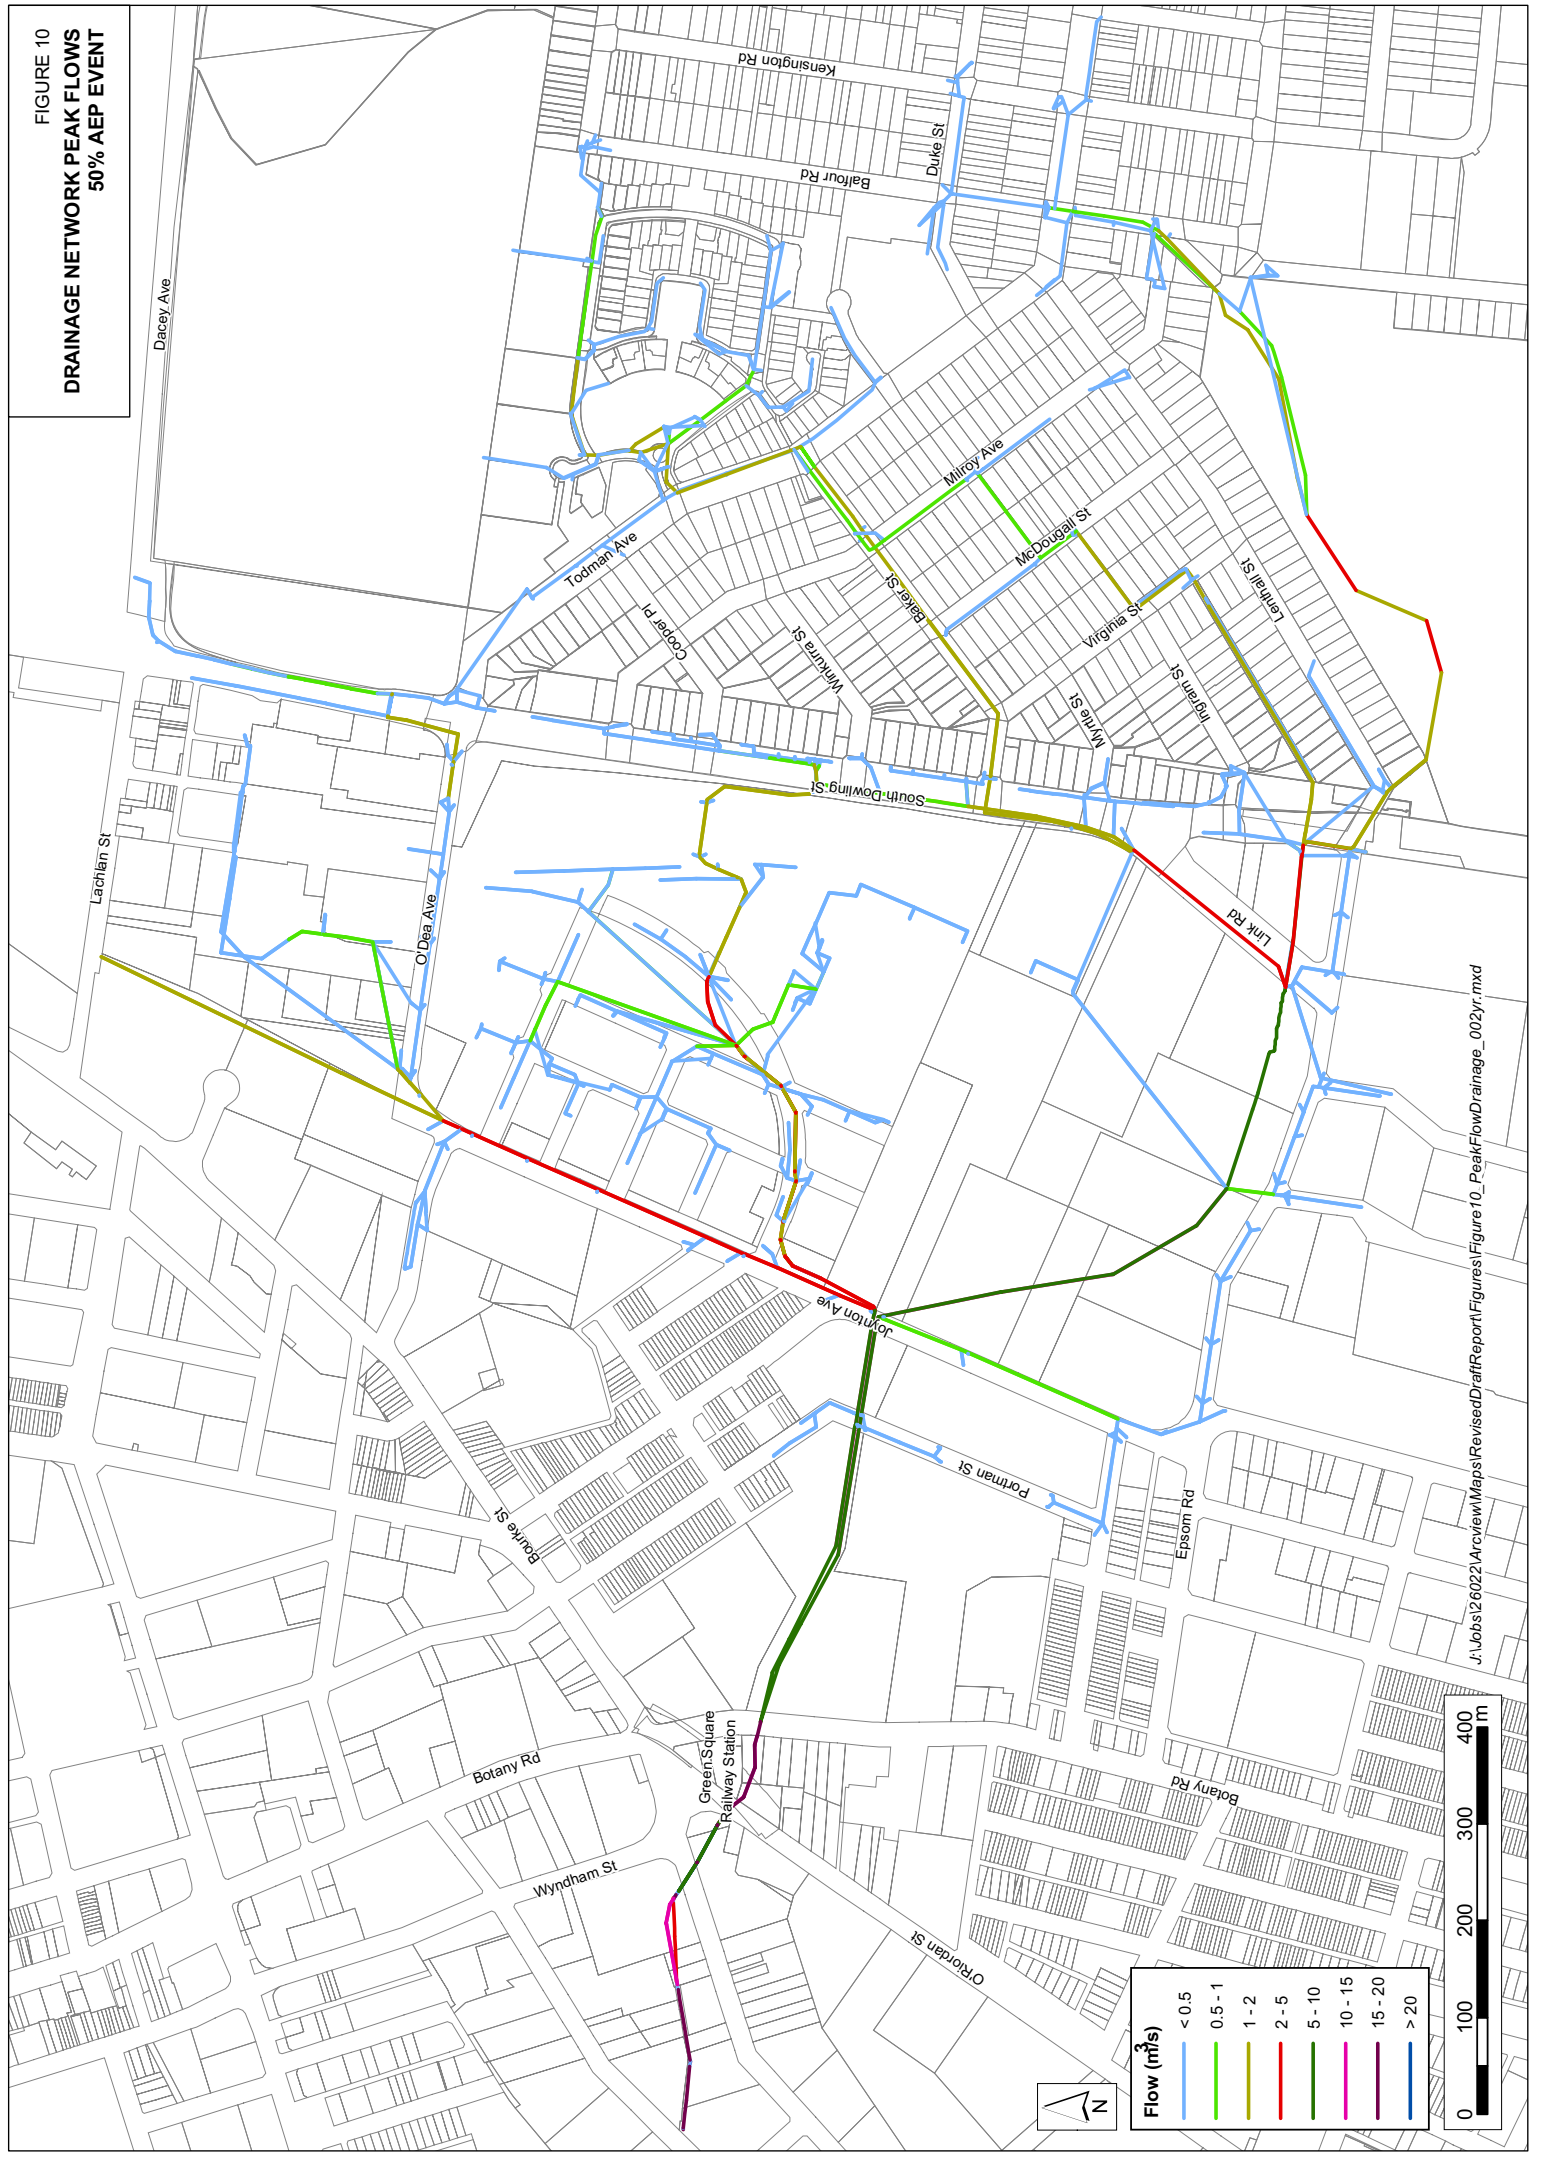 FIGURE 10
DRAINAGE NETWORK PEAK FLOWS
50% AEP EVENT
Dacey Ave
Kensington Rd
Balfour Rd
Duke St
Todman Ave
Cooper Pl
Winkurra St
Baker St
Milroy Ave
McDougall St
Virginia St
Lenthall St
Myrtle St
Ingram St
South Dowling St
Lachlan St
O'Dea Ave
Link Rd
Joynton Ave
Portman St
Epsom Rd
Bourke St
Botany Rd
Green Square
Railway Station
Wyndham St
Botany Rd
O'Riordan St
J:\Jobs\26022\Arcview\Maps\RevisedDraftReport\Figures\Figure10_PeakFlowDrainage_002yr.mxd
N
Flow (m3/s)
< 0.5
0.5 - 1
1 - 2
2 - 5
5 - 10
10 - 15
15 - 20
> 20
0 100 200 300 400
m